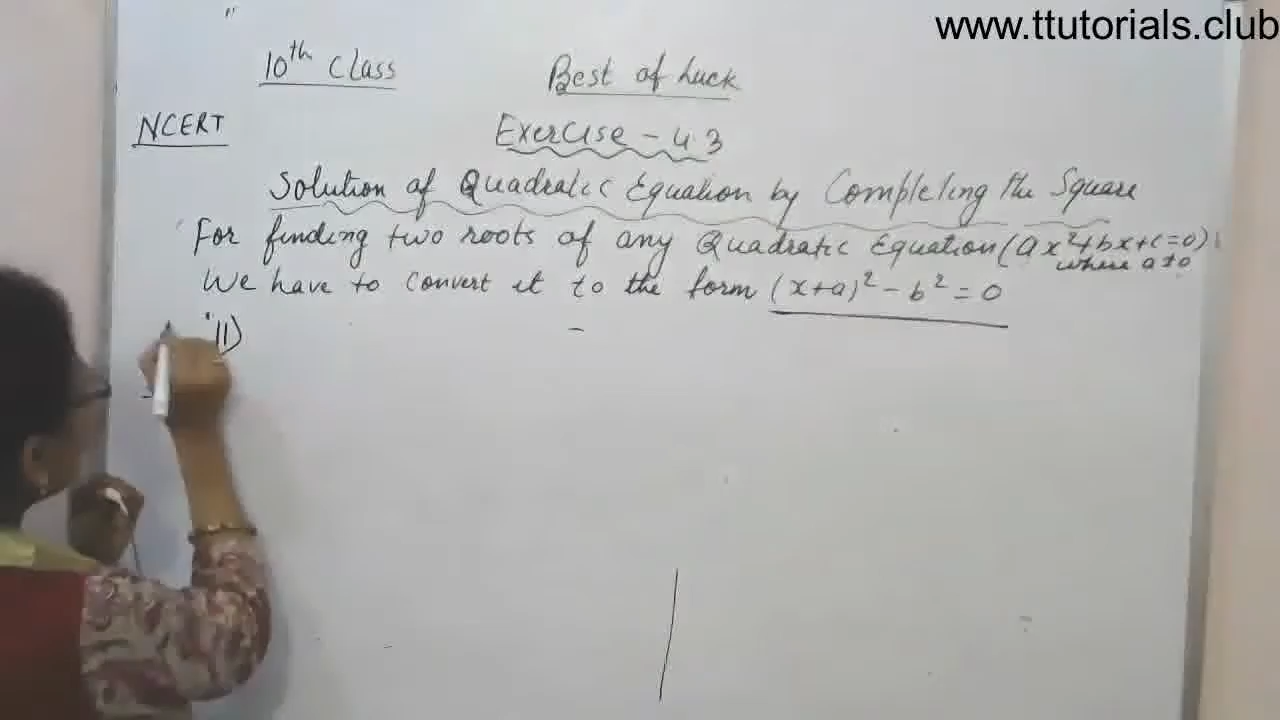 www.ttutorials.club
10th Class Best of Luck
NCERT Exercise - 4.3
Solution of Quadratic Equation by Completing the Square
For finding two roots of any Quadratic Equation (ax²+bx+c=0)
where a≠0
We have to convert it to the form (x+a)² - b² = 0
11)